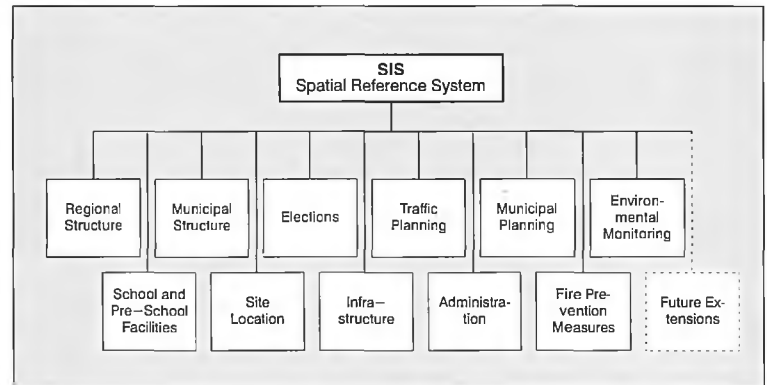 SIS
Spatial Reference System
Regional
Structure
Municipal
Structure
Elections
Traffic
Planning
Municipal
Planning
Environ-
mental
Monitoring
School and
Pre-School
Facilities
Site
Location
Infra-
structure
Administra-
tion
Fire Pre-
vention
Measures
Future Ex-
tensions